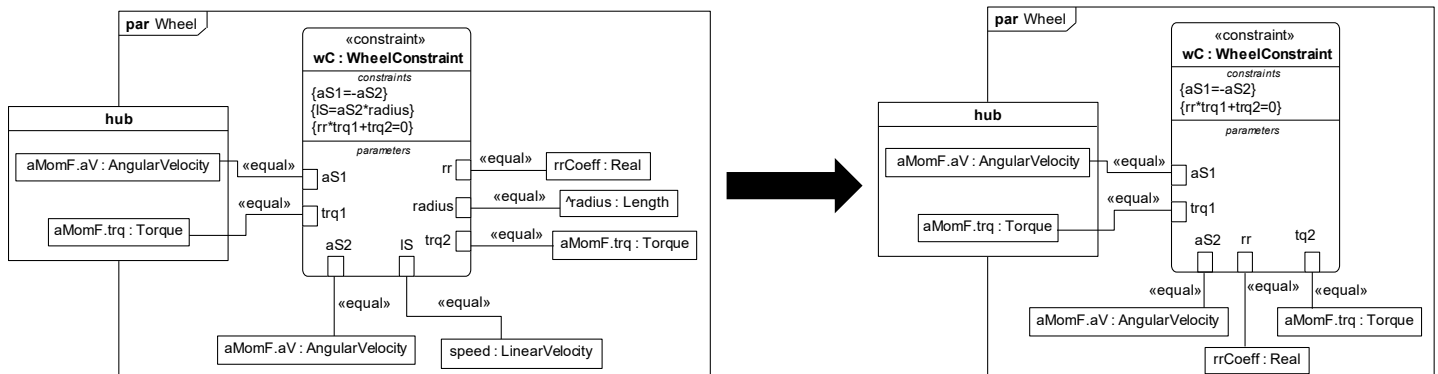 par Wheel
«constraint»
wC : WheelConstraint
constraints
{aS1=-aS2}
{lS=aS2*radius}
{rr*trq1+trq2=0}
parameters
hub
aMomF.aV : AngularVelocity
«equal»
aS1
aMomF.trq : Torque
«equal»
trq1
rr
«equal»
rrCoeff : Real
radius
«equal»
^radius : Length
trq2
«equal»
aMomF.trq : Torque
aS2
lS
«equal»
«equal»
aMomF.aV : AngularVelocity
speed : LinearVelocity
par Wheel
«constraint»
wC : WheelConstraint
constraints
{aS1=-aS2}
{rr*trq1+trq2=0}
parameters
hub
aMomF.aV : AngularVelocity
«equal»
aS1
aMomF.trq : Torque
«equal»
trq1
aS2
rr
tq2
«equal»
«equal»
«equal»
aMomF.aV : AngularVelocity
aMomF.trq : Torque
rrCoeff : Real